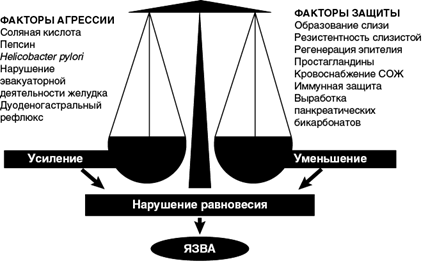 ФАКТОРЫ АГРЕССИИ
Соляная кислота
Пепсин
Helicobacter pylori
Нарушение
эвакуаторной
деятельности желудка
Дуоденогастральный
рефлюкс
ФАКТОРЫ ЗАЩИТЫ
Образование слизи
Резистентность слизистой
Регенерация эпителия
Простагландины
Кровоснабжение СОЖ
Иммунная защита
Выработка
панкреатических
бикарбонатов
Усиление
Уменьшение
Нарушение равновесия
ЯЗВА